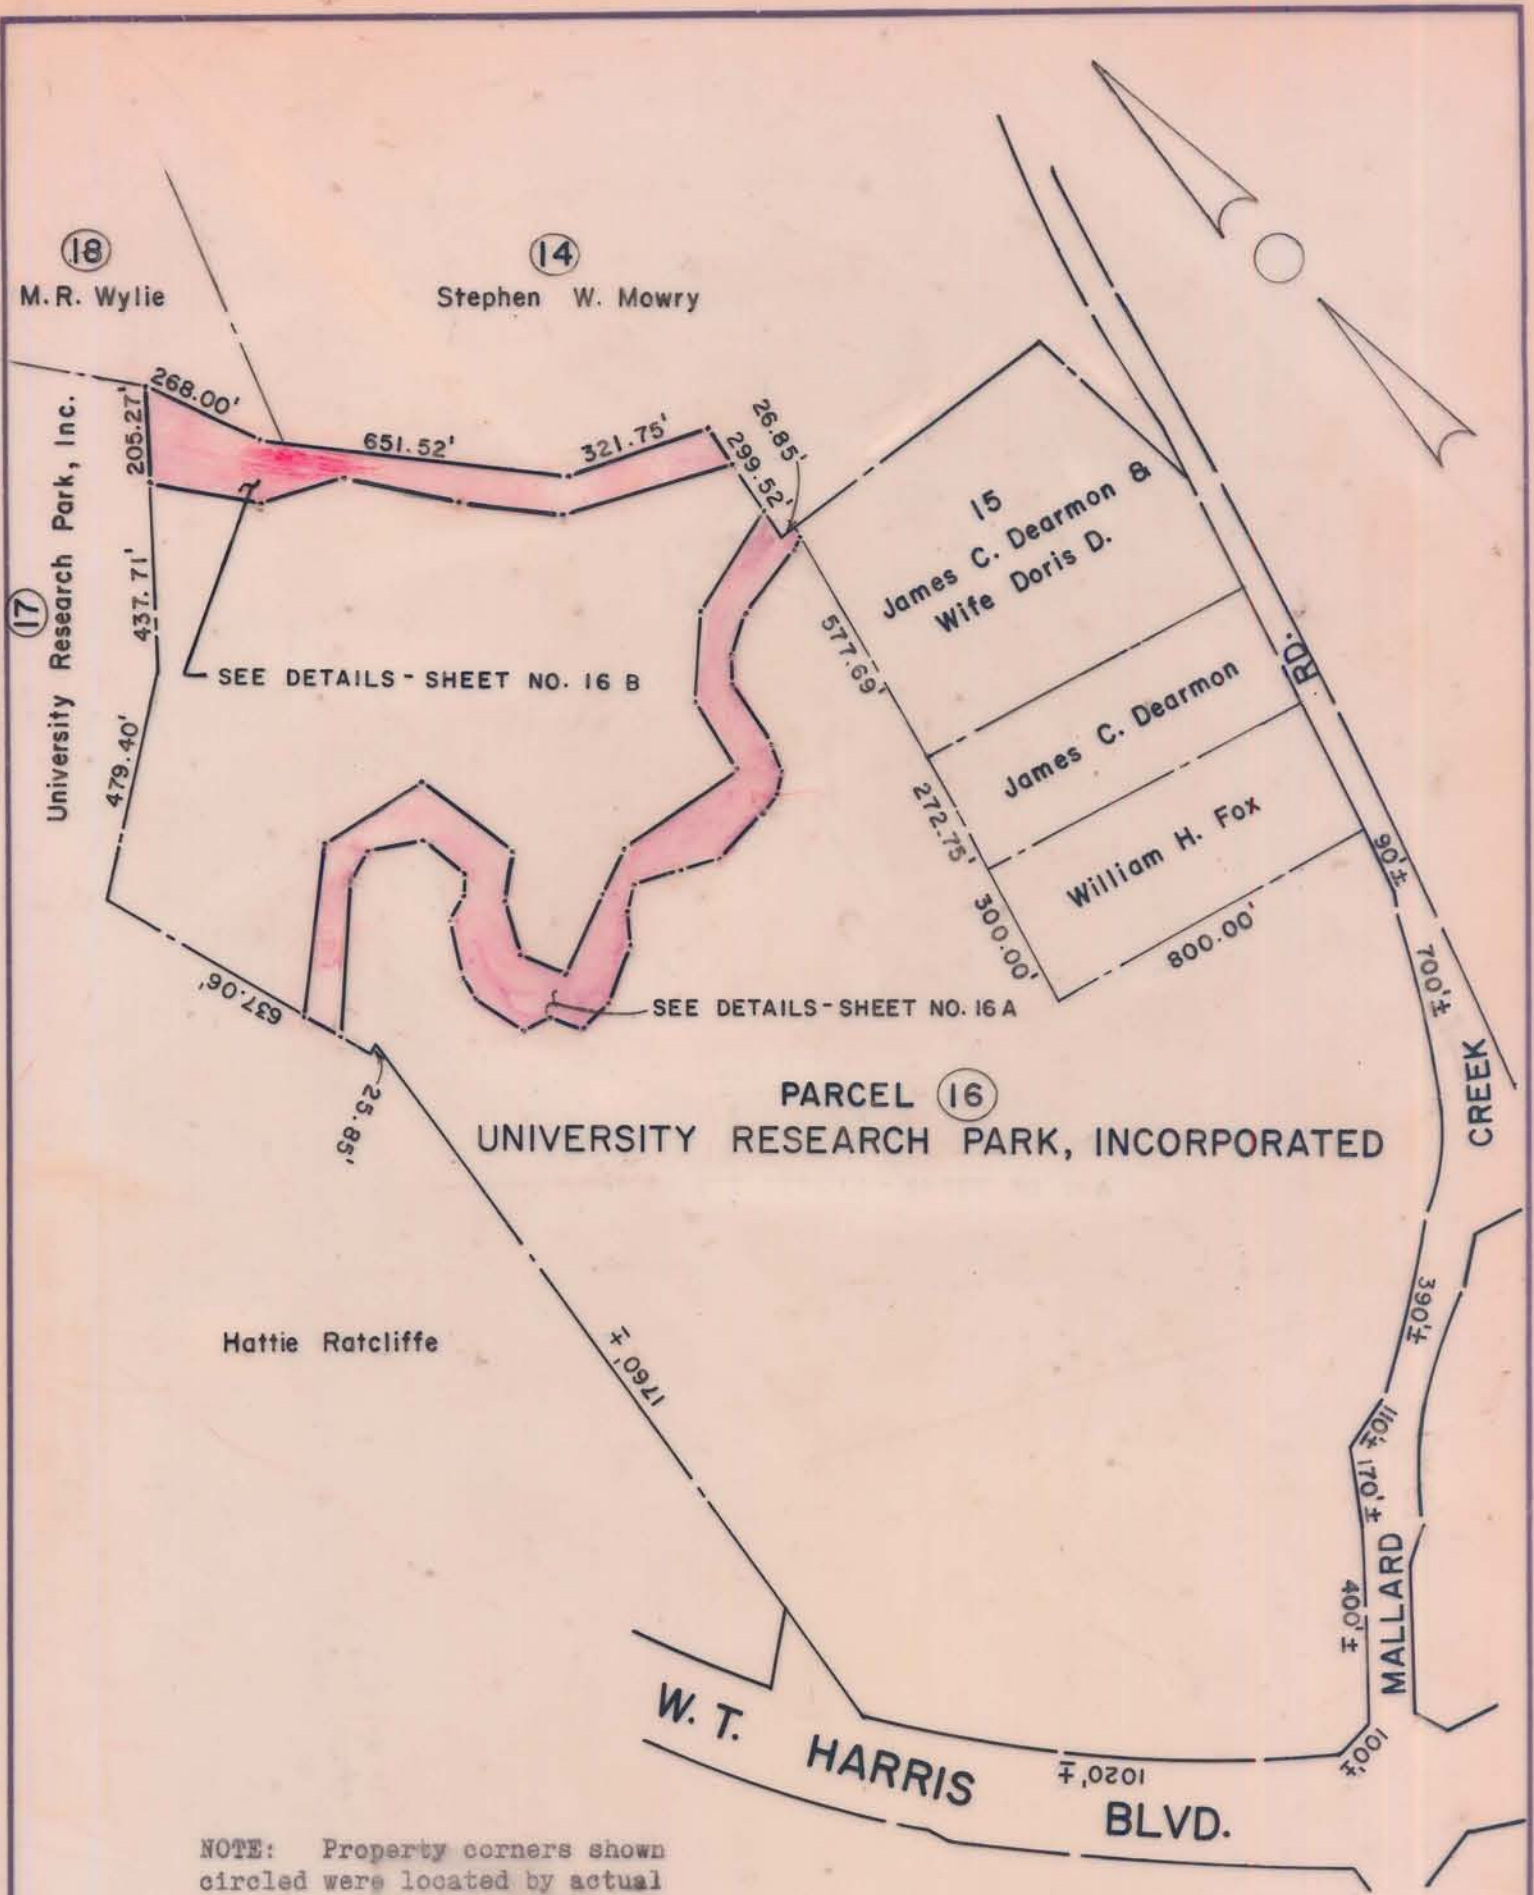 18
M. R. Wylie
14
Stephen W. Mowry
268.00'
205.27'
651.52'
321.75'
26.85'
299.52'
17
University Research Park, Inc.
437.71'
479.40'
SEE DETAILS - SHEET NO. 16 B
15
James C. Dearmon &
Wife Doris D.
577.69'
James C. Dearmon
272.75'
William H. Fox
300.00'
800.00'
RD.
90'±
700'±
637.06'
25.85'
SEE DETAILS - SHEET NO. 16 A
PARCEL 16
UNIVERSITY RESEARCH PARK, INCORPORATED
CREEK
390'±
Hattie Ratcliffe
1760'±
110'±
170'±
400'±
MALLARD
100'±
W. T. HARRIS BLVD.
1020'±
NOTE: Property corners shown
circled were located by actual